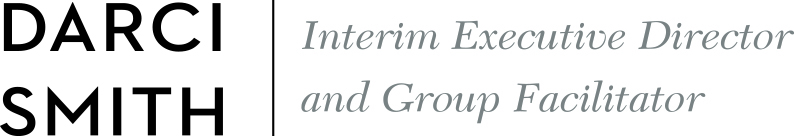 DARCI
SMITH
Interim Executive Director
and Group Facilitator